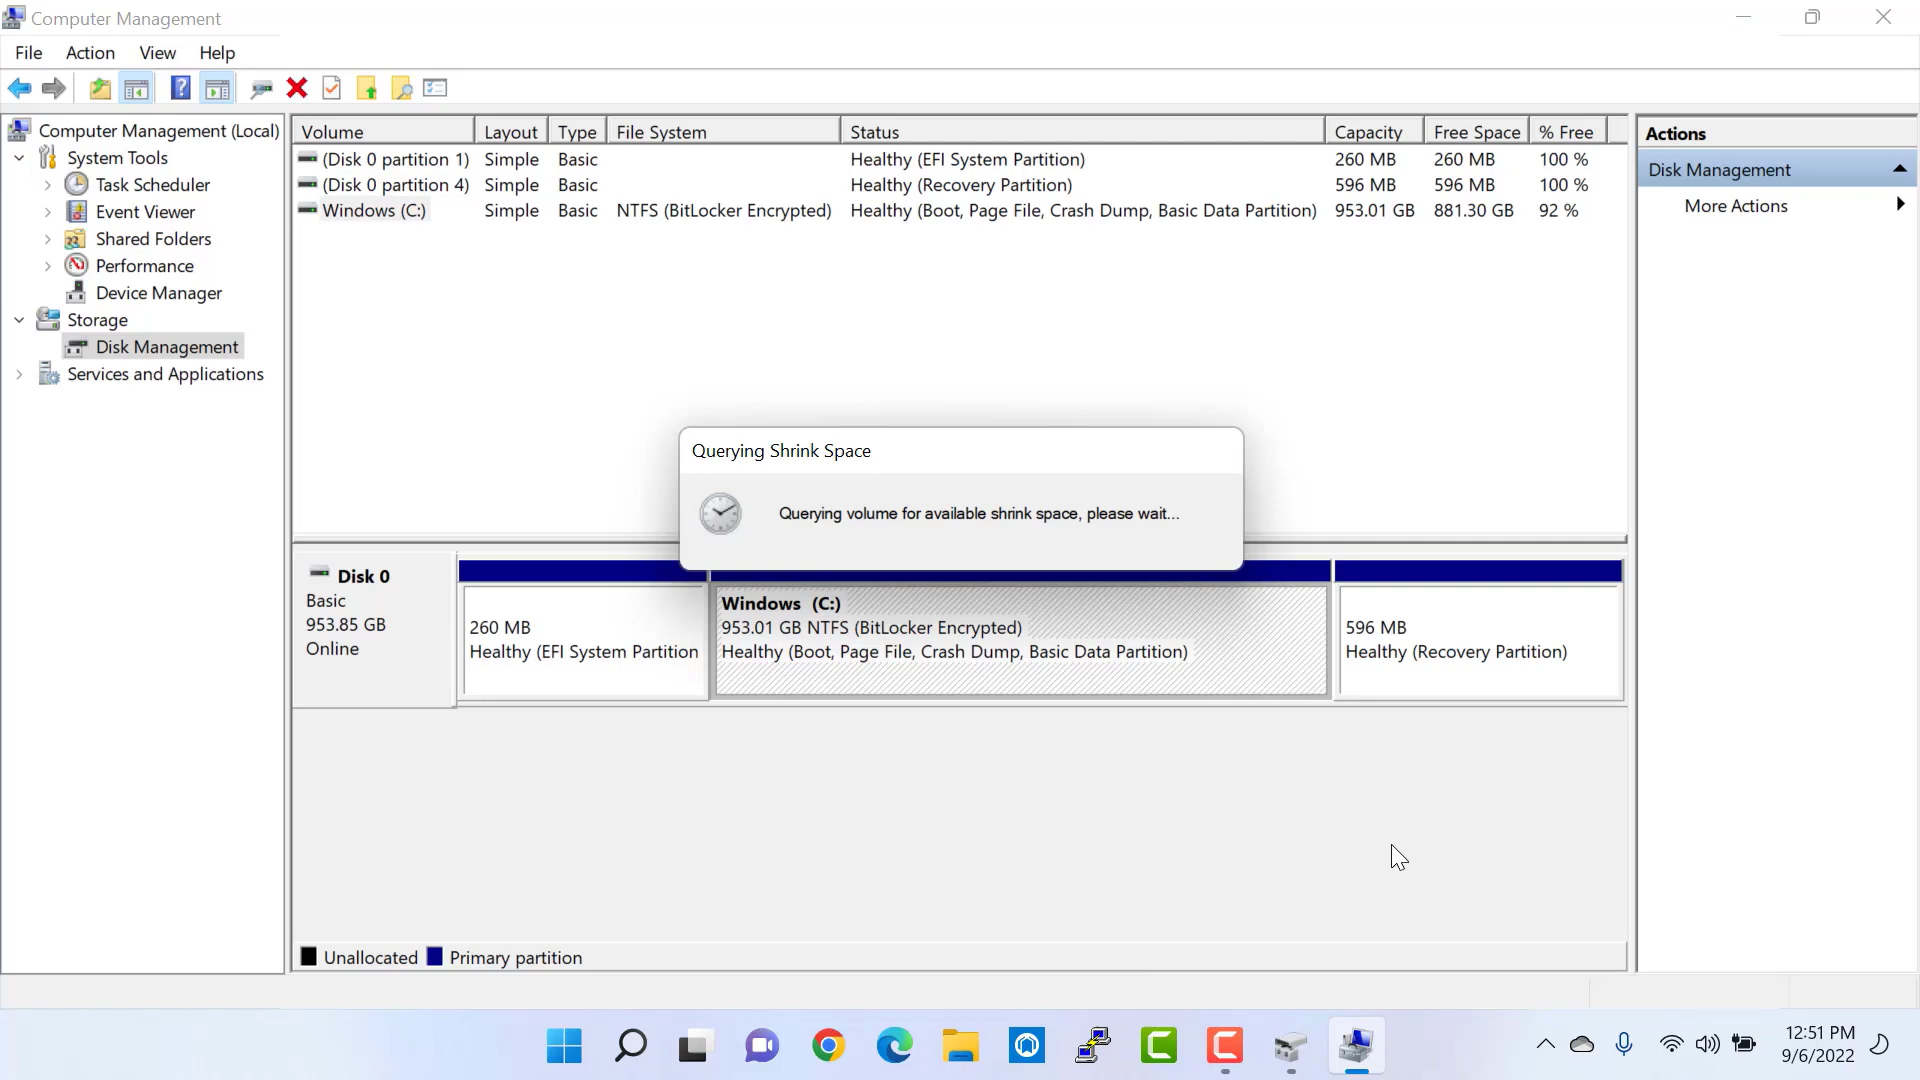 Computer Management
File Action View Help
Computer Management (Local)
System Tools
Task Scheduler
Event Viewer
Shared Folders
Performance
Device Manager
Storage
Disk Management
Services and Applications
Volume Layout Type File System Status Capacity Free Space % Free
(Disk 0 partition 1) Simple Basic Healthy (EFI System Partition) 260 MB 260 MB 100 %
(Disk 0 partition 4) Simple Basic Healthy (Recovery Partition) 596 MB 596 MB 100 %
Windows (C:) Simple Basic NTFS (BitLocker Encrypted) Healthy (Boot, Page File, Crash Dump, Basic Data Partition) 953.01 GB 881.30 GB 92 %
Actions
Disk Management
More Actions
Querying Shrink Space
Querying volume for available shrink space, please wait...
Disk 0
Basic
953.85 GB
Online
260 MB
Healthy (EFI System Partition
Windows (C:)
953.01 GB NTFS (BitLocker Encrypted)
Healthy (Boot, Page File, Crash Dump, Basic Data Partition)
596 MB
Healthy (Recovery Partition)
Unallocated Primary partition
12:51 PM
9/6/2022